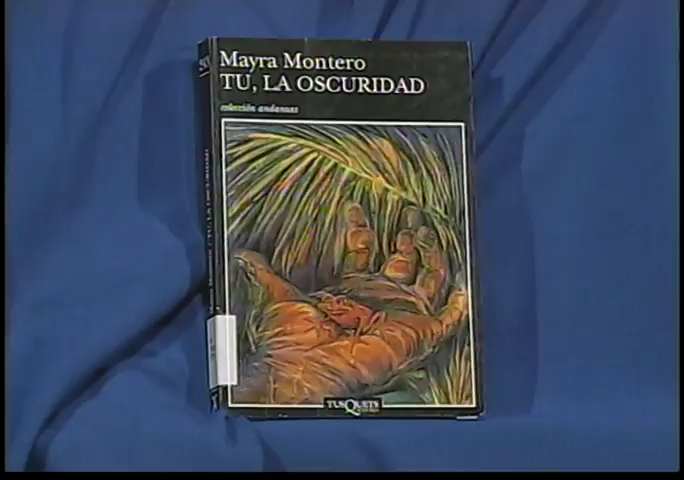 Mayra Montero
TU, LA OSCURIDAD
colección andanzas
TUSQUETS